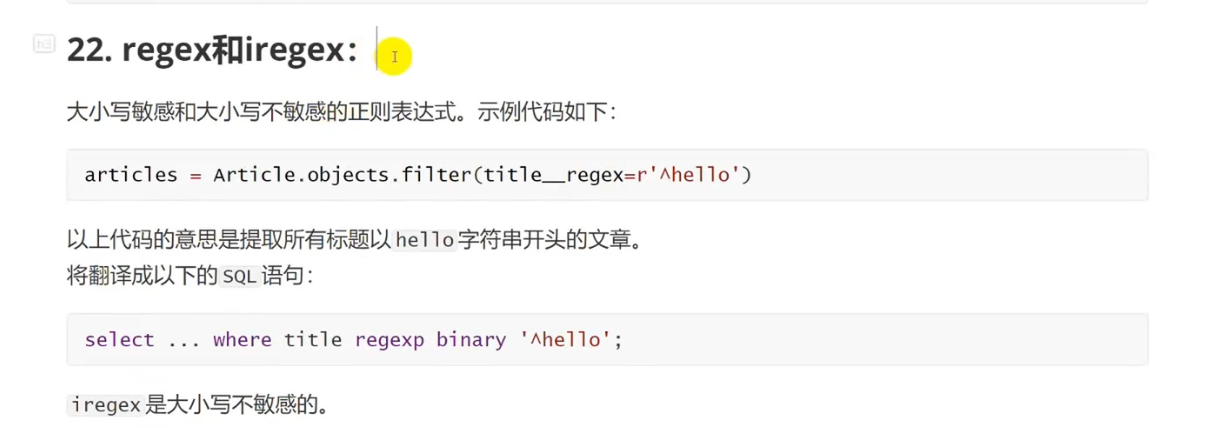 22. regex和iregex：
大小写敏感和大小写不敏感的正则表达式。示例代码如下：
articles = Article.objects.filter(title__regex=r'^hello')
以上代码的意思是提取所有标题以hello字符串开头的文章。
将翻译成以下的SQL语句：
select ... where title regexp binary '^hello';
iregex是大小写不敏感的。